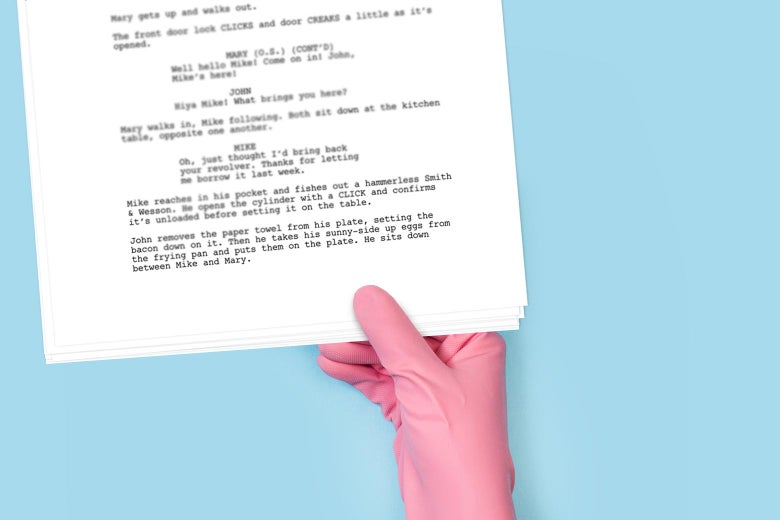 Mary gets up and walks out.
The front door lock CLICKS and door CREAKS a little as it's
opened.
MARY (O.S.) (CONT'D)
Well hello Mike! Come on in! John,
Mike's here!
JOHN
Hiya Mike! What brings you here?
Mary walks in, Mike following. Both sit down at the kitchen
table, opposite one another.
MIKE
Oh, just thought I'd bring back
your revolver. Thanks for letting
me borrow it last week.
Mike reaches in his pocket and fishes out a hammerless Smith
& Wesson. He opens the cylinder with a CLICK and confirms
it's unloaded before setting it on the table.
John removes the paper towel from his plate, setting the
bacon down on it. Then he takes his sunny-side up eggs from
the frying pan and puts them on the plate. He sits down
between Mike and Mary.